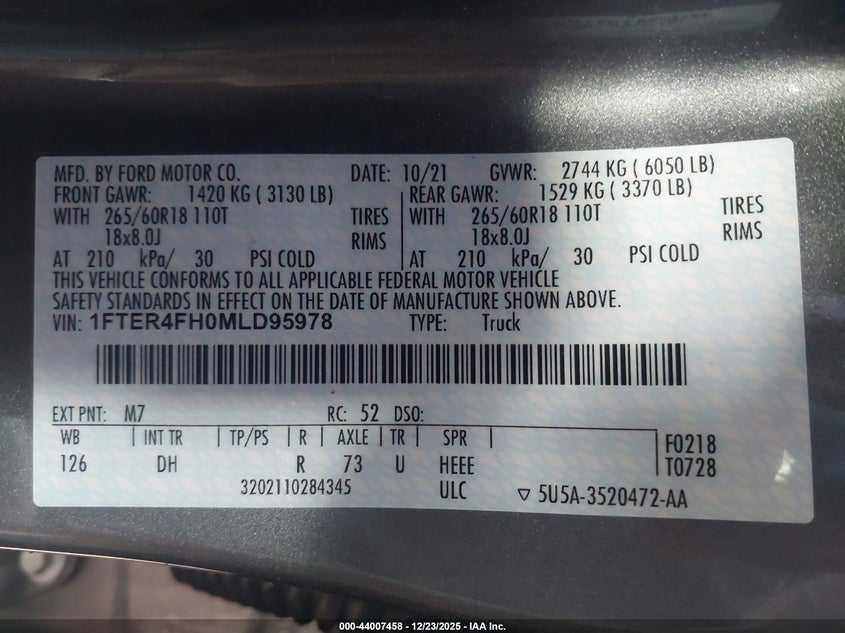 MFD. BY FORD MOTOR CO. DATE: 10/21 GVWR: 2744 KG ( 6050 LB)
FRONT GAWR: 1420 KG ( 3130 LB) REAR GAWR: 1529 KG ( 3370 LB)
WITH 265/60R18 110T TIRES WITH 265/60R18 110T TIRES
18x8.0J RIMS 18x8.0J RIMS
AT 210 kPa/ 30 PSI COLD AT 210 kPa/ 30 PSI COLD
THIS VEHICLE CONFORMS TO ALL APPLICABLE FEDERAL MOTOR VEHICLE
SAFETY STANDARDS IN EFFECT ON THE DATE OF MANUFACTURE SHOWN ABOVE.
VIN: 1FTER4FH0MLD95978 TYPE: Truck
EXT PNT: M7 RC: 52 DSO:
WB INT TR TP/PS R AXLE TR SPR F0218
126 DH R 73 U HEEE T0728
3202110284345 ULC ▽ 5U5A-3520472-AA
000-44007458 - 12/23/2025 - IAA Inc.